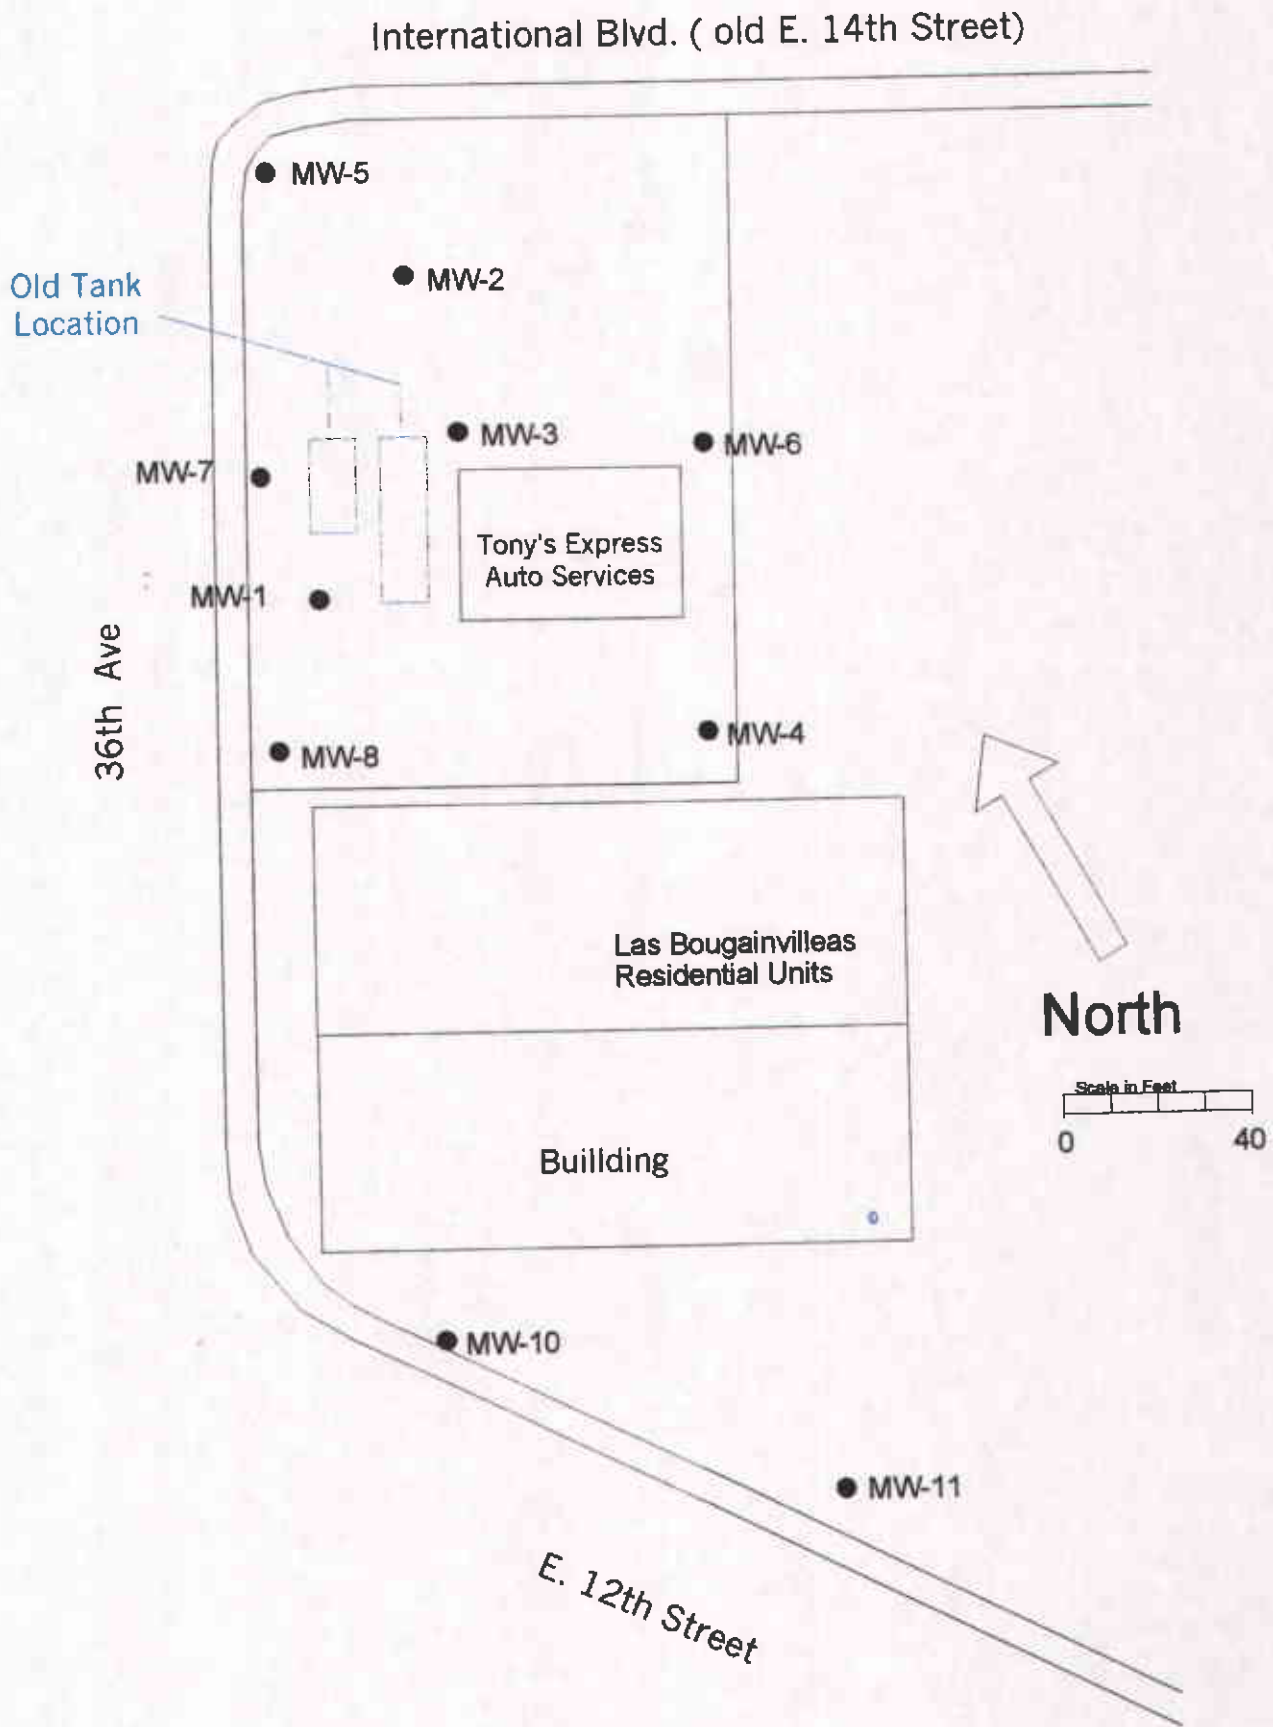 International Blvd. ( old E. 14th Street)
MW-5
Old Tank
Location
MW-2
MW-3
MW-6
MW-7
Tony's Express
Auto Services
MW-1
36th Ave
MW-4
MW-8
Las Bougainvilleas
Residential Units
North
Scale in Feet
0
40
Buillding
MW-10
MW-11
E. 12th Street